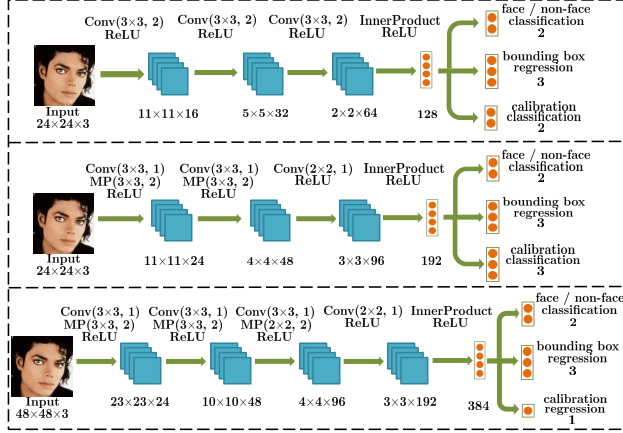 Conv(3×3, 2)
ReLU
Conv(3×3, 2)
ReLU
Conv(3×3, 2)
ReLU
InnerProduct
ReLU
face / non-face
classification
2
bounding box
regression
3
calibration
classification
2
Input
24×24×3
11×11×16
5×5×32
2×2×64
128
Conv(3×3, 1)
MP(3×3, 2)
ReLU
Conv(3×3, 1)
MP(3×3, 2)
ReLU
Conv(2×2, 1)
ReLU
InnerProduct
ReLU
face / non-face
classification
2
bounding box
regression
3
calibration
classification
3
Input
24×24×3
11×11×24
4×4×48
3×3×96
192
Conv(3×3, 1)
MP(3×3, 2)
ReLU
Conv(3×3, 1)
MP(3×3, 2)
ReLU
Conv(3×3, 1)
MP(2×2, 2)
ReLU
Conv(2×2, 1)
ReLU
InnerProduct
ReLU
face / non-face
classification
2
bounding box
regression
3
calibration
regression
1
Input
48×48×3
23×23×24
10×10×48
4×4×96
3×3×192
384